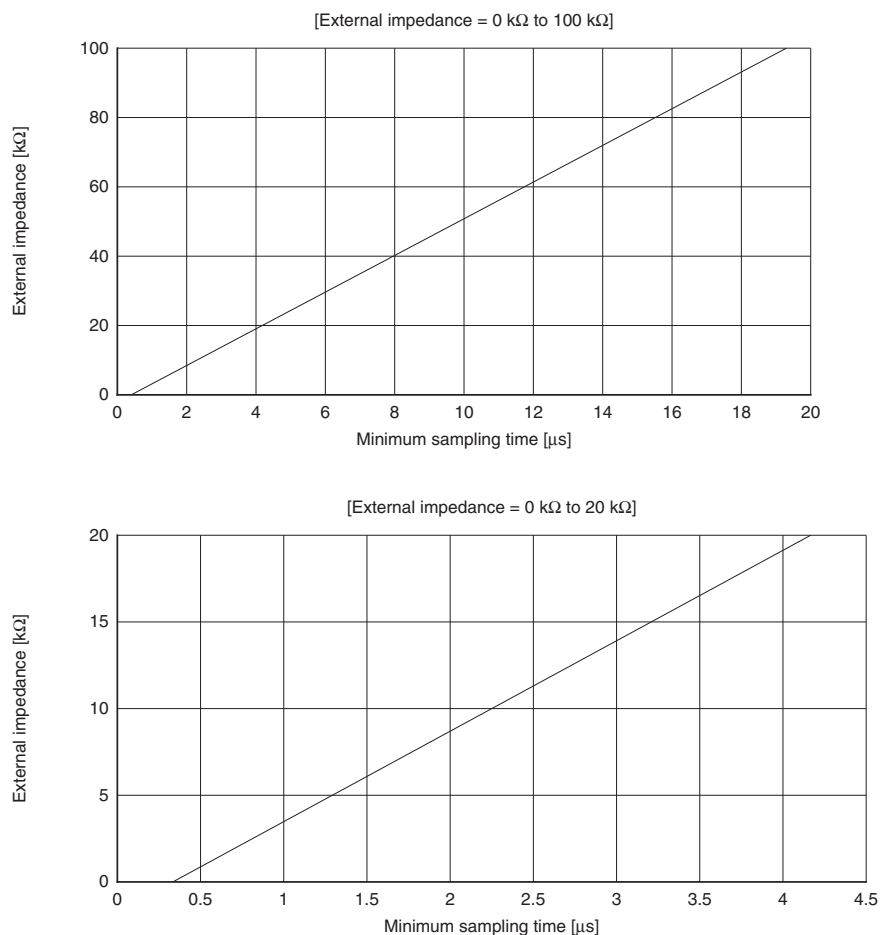 [External impedance = 0 kΩ to 100 kΩ]
External impedance [kΩ]
100
80
60
40
20
0
0 2 4 6 8 10 12 14 16 18 20
Minimum sampling time [μs]
[External impedance = 0 kΩ to 20 kΩ]
External impedance [kΩ]
20
15
10
5
0
0 0.5 1 1.5 2 2.5 3 3.5 4 4.5
Minimum sampling time [μs]